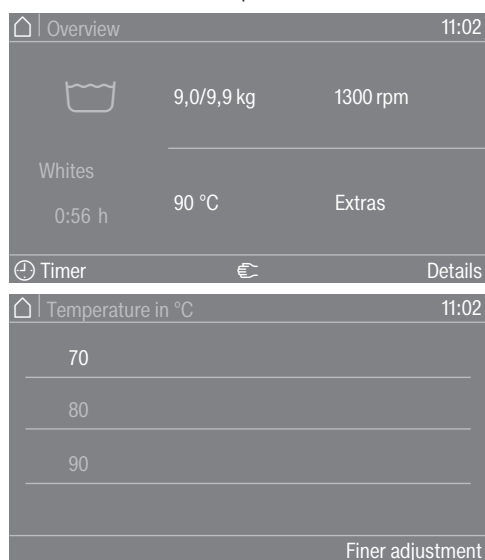 Overview 11:02
9,0/9,9 kg 1300 rpm
Whites
0:56 h
90 °C Extras
Timer Details
Temperature in °C 11:02
70
80
90
Finer adjustment